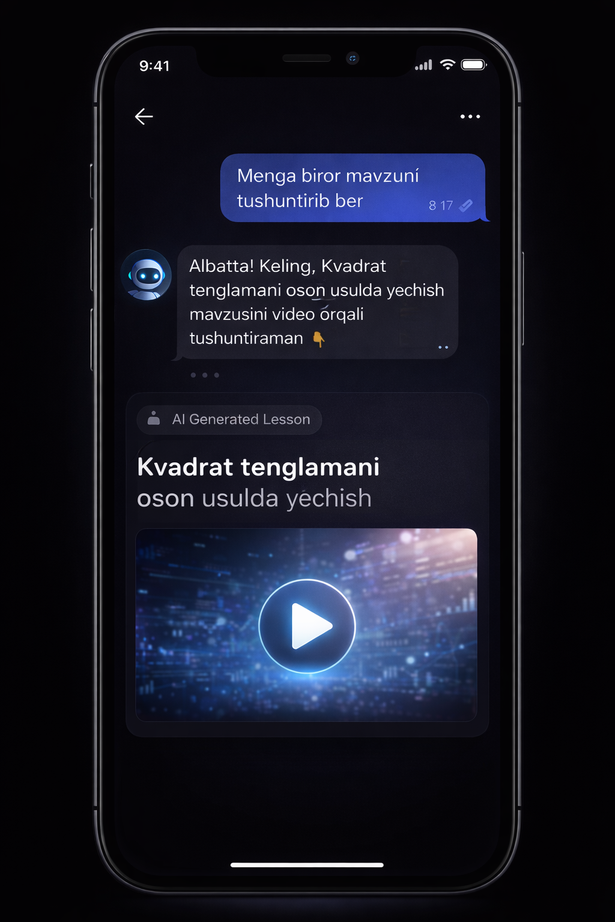 9:41
Menga biror mavzuní
tushuntirib ber
8 17
Albatta! Keling, Kvadrat
tenglamani oson usulda yechish
mavzusini video orqali
tushuntiraman 👇
AI Generated Lesson
Kvadrat tenglamani
oson usulda yechish